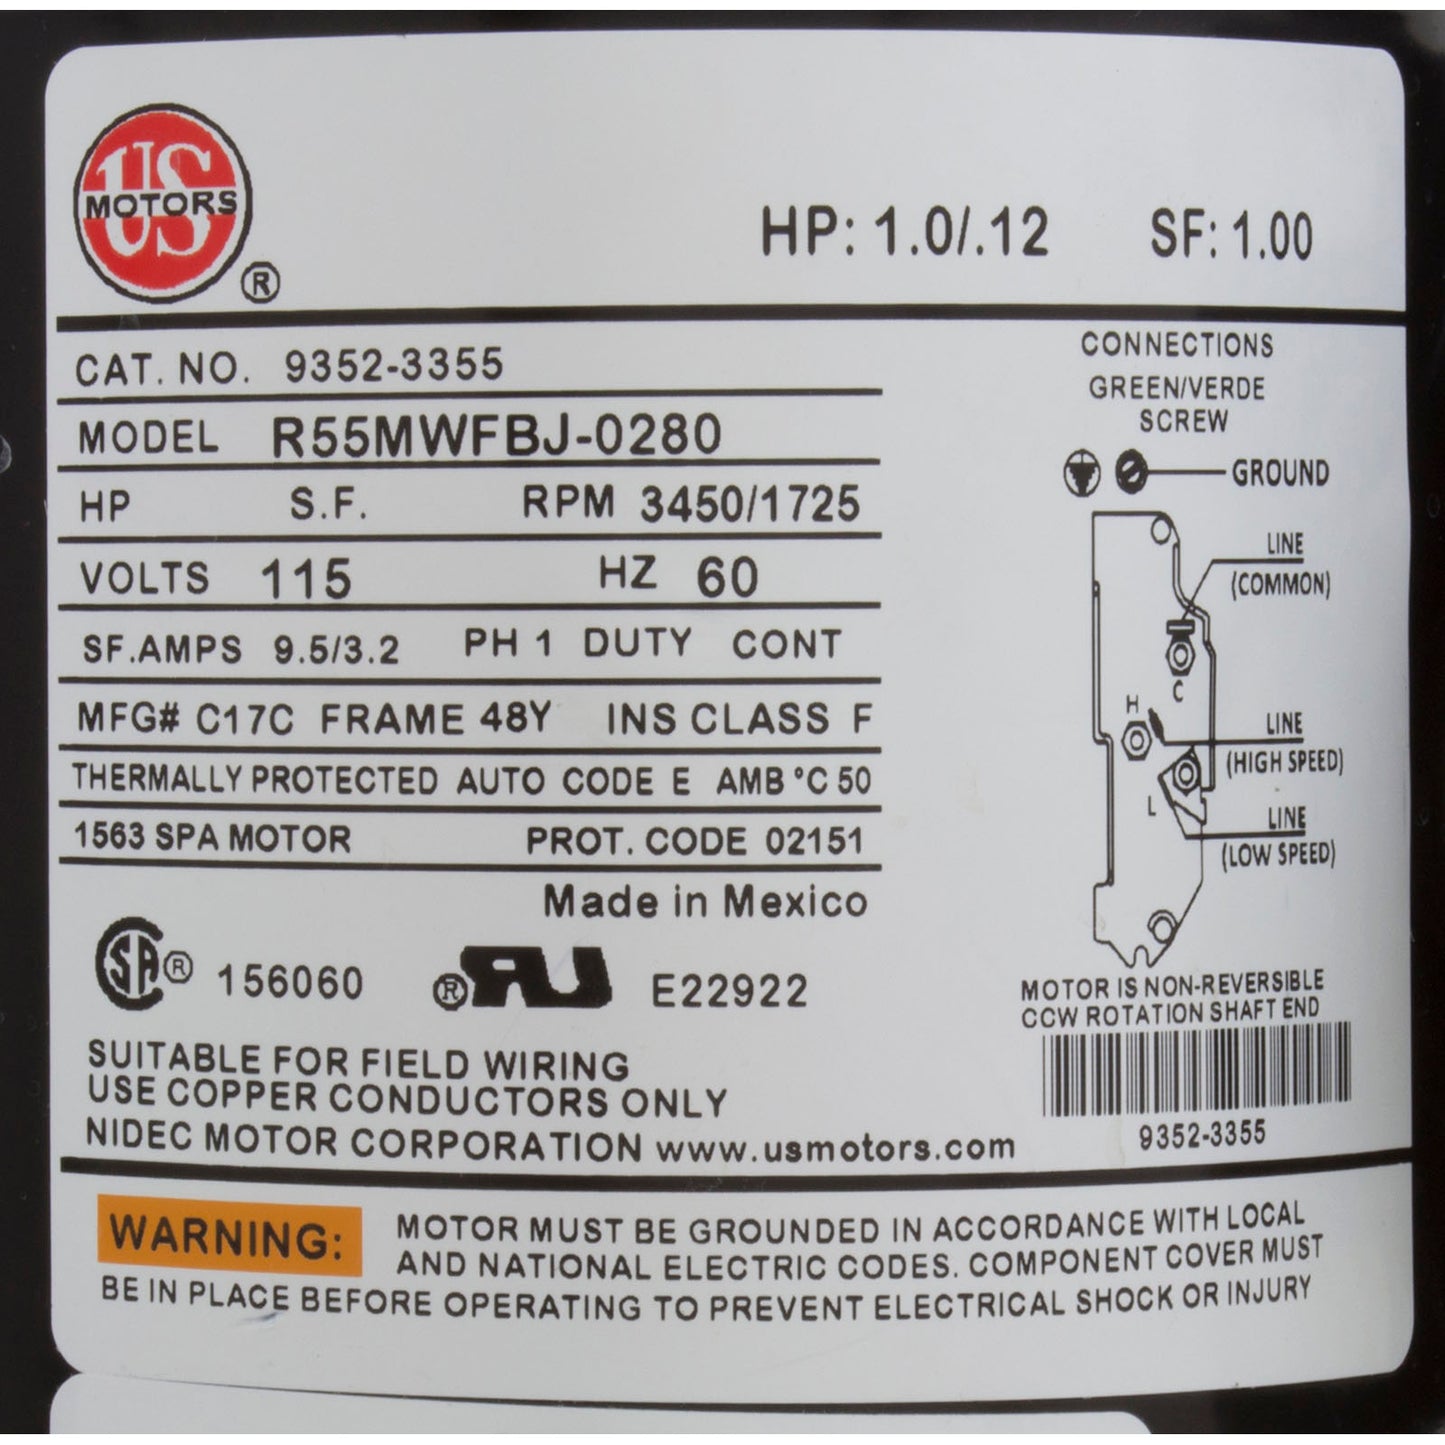 US
MOTORS
®
HP: 1.0/.12 SF: 1.00
CAT. NO. 9352-3355
MODEL R55MWFBJ-0280
HP S.F. RPM 3450/1725
VOLTS 115 HZ 60
SF.AMPS 9.5/3.2 PH 1 DUTY CONT
MFG# C17C FRAME 48Y INS CLASS F
THERMALLY PROTECTED AUTO CODE E AMB °C 50
1563 SPA MOTOR PROT. CODE 02151
Made in Mexico
SA ® 156060 ® RU E22922
SUITABLE FOR FIELD WIRING
USE COPPER CONDUCTORS ONLY
NIDEC MOTOR CORPORATION www.usmotors.com
CONNECTIONS
GREEN/VERDE
SCREW
GROUND
LINE
(COMMON)
C
H
LINE
(HIGH SPEED)
L
LINE
(LOW SPEED)
MOTOR IS NON-REVERSIBLE
CCW ROTATION SHAFT END
9352-3355
WARNING: MOTOR MUST BE GROUNDED IN ACCORDANCE WITH LOCAL
AND NATIONAL ELECTRIC CODES. COMPONENT COVER MUST
BE IN PLACE BEFORE OPERATING TO PREVENT ELECTRICAL SHOCK OR INJURY